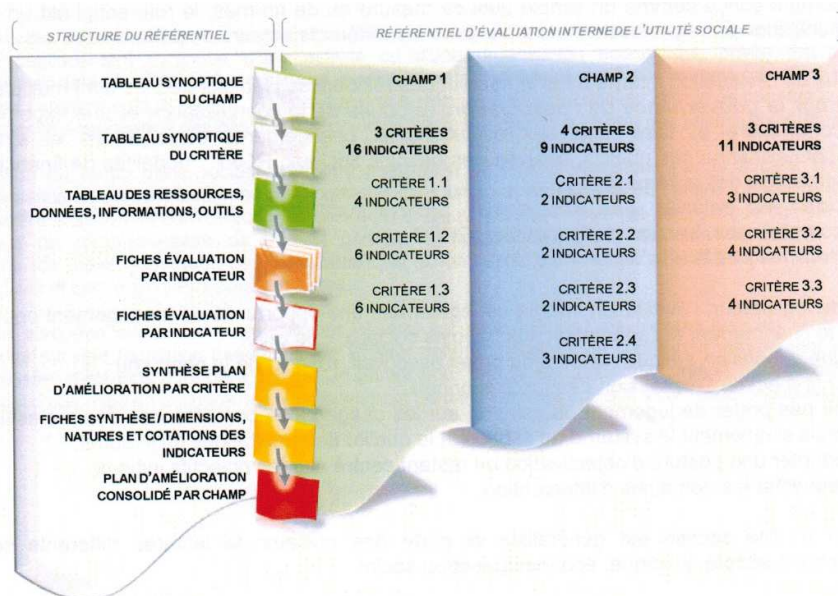 STRUCTURE DU RÉFÉRENTIEL
RÉFÉRENTIEL D'ÉVALUATION INTERNE DE L'UTILITÉ SOCIALE
TABLEAU SYNOPTIQUE
DU CHAMP
TABLEAU SYNOPTIQUE
DU CRITÈRE
TABLEAU DES RESSOURCES,
DONNÉES, INFORMATIONS, OUTILS
FICHES ÉVALUATION
PAR INDICATEUR
FICHES ÉVALUATION
PAR INDICATEUR
SYNTHÈSE PLAN
D'AMÉLIORATION PAR CRITÈRE
FICHES SYNTHÈSE / DIMENSIONS,
NATURES ET COTATIONS DES
INDICATEURS
PLAN D'AMÉLIORATION
CONSOLIDÉ PAR CHAMP
CHAMP 1
3 CRITÈRES
16 INDICATEURS
CRITÈRE 1.1
4 INDICATEURS
CRITÈRE 1.2
6 INDICATEURS
CRITÈRE 1.3
6 INDICATEURS
CHAMP 2
4 CRITÈRES
9 INDICATEURS
CRITÈRE 2.1
2 INDICATEURS
CRITÈRE 2.2
2 INDICATEURS
CRITÈRE 2.3
2 INDICATEURS
CRITÈRE 2.4
3 INDICATEURS
CHAMP 3
3 CRITÈRES
11 INDICATEURS
CRITÈRE 3.1
3 INDICATEURS
CRITÈRE 3.2
4 INDICATEURS
CRITÈRE 3.3
4 INDICATEURS